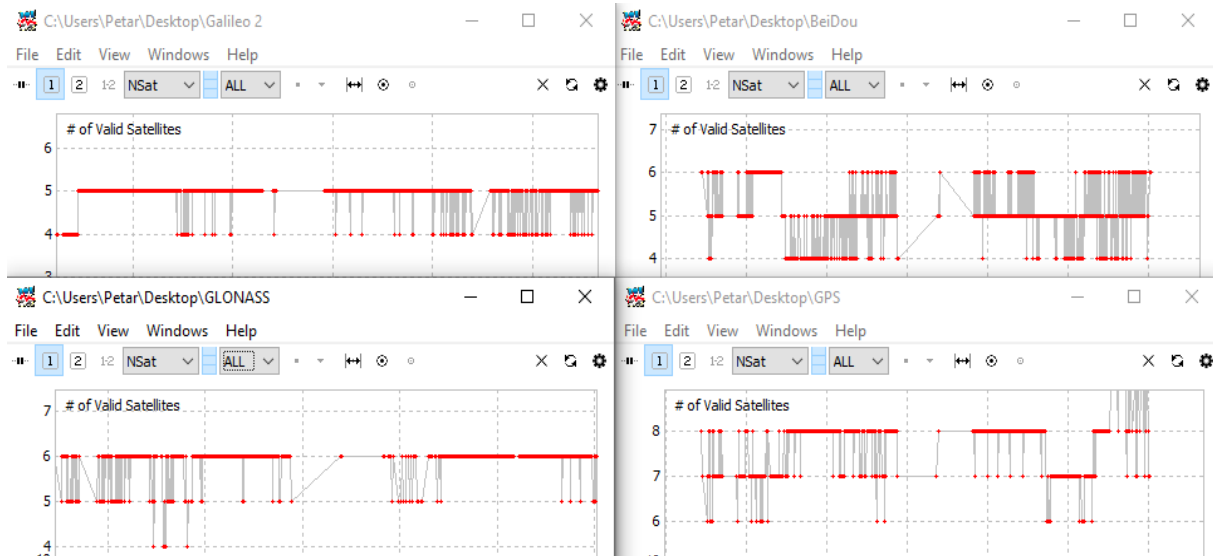 C:\Users\Petar\Desktop\Galileo 2
File Edit View Windows Help
1 2 1-2 NSat ALL
# of Valid Satellites
6
5
4
3
C:\Users\Petar\Desktop\BeiDou
File Edit View Windows Help
1 2 1-2 NSat ALL
7 # of Valid Satellites
6
5
4
C:\Users\Petar\Desktop\GLONASS
File Edit View Windows Help
1 2 1-2 NSat ALL
7 # of Valid Satellites
6
5
4
C:\Users\Petar\Desktop\GPS
File Edit View Windows Help
1 2 1-2 NSat ALL
# of Valid Satellites
8
7
6